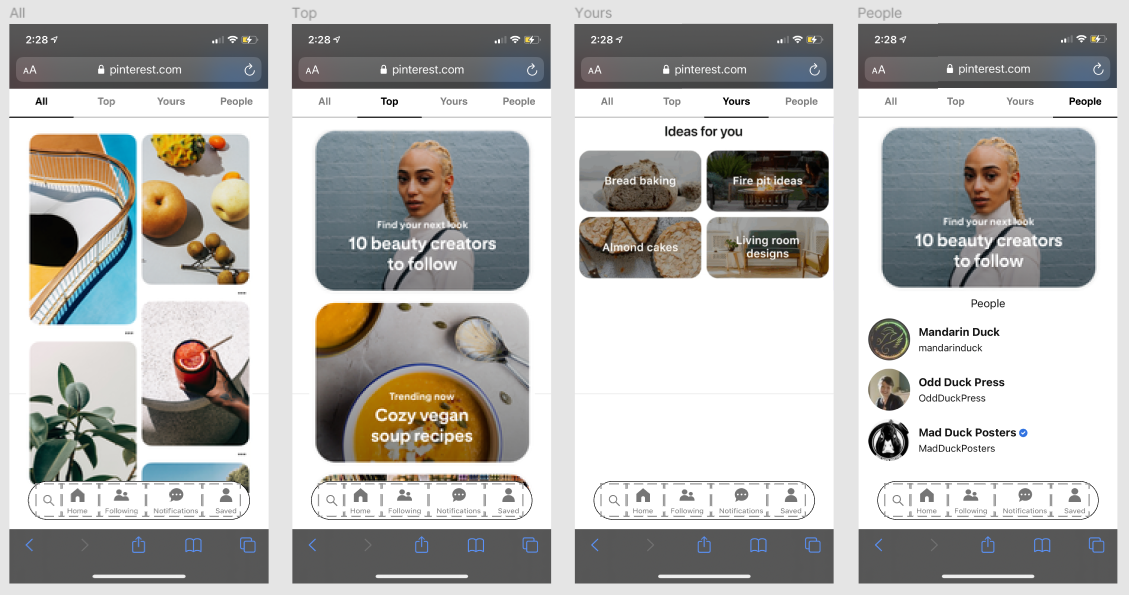 All
2:28
AA
pinterest.com
All Top Yours People
Home Following Notifications Saved
Top
2:28
AA
pinterest.com
All Top Yours People
Find your next look
10 beauty creators
to follow
Trending now
Cozy vegan
soup recipes
Home Following Notifications Saved
Yours
2:28
AA
pinterest.com
All Top Yours People
Ideas for you
Bread baking
Fire pit ideas
Almond cakes
Living room
designs
Home Following Notifications Saved
People
2:28
AA
pinterest.com
All Top Yours People
Find your next look
10 beauty creators
to follow
People
Mandarin Duck
mandarinduck
Odd Duck Press
OddDuckPress
Mad Duck Posters
MadDuckPosters
Home Following Notifications Saved